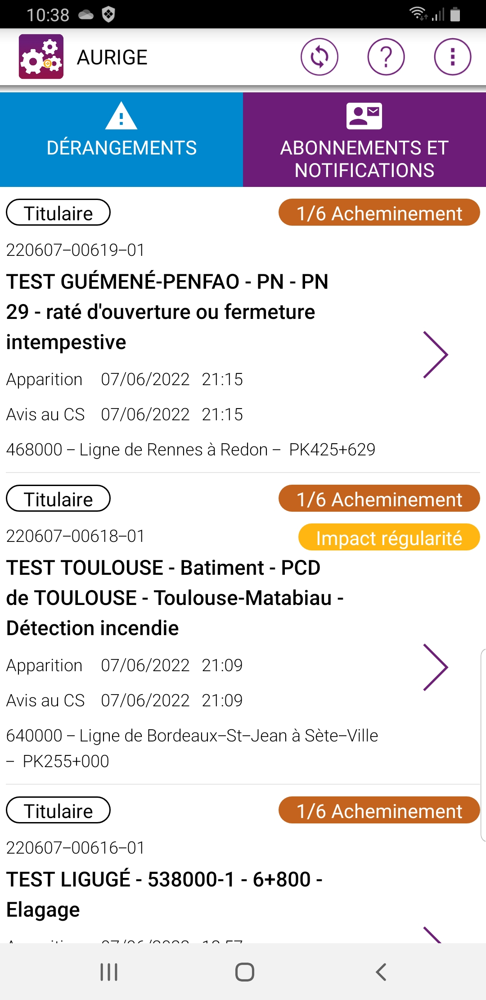 10:38
AURIGE
DÉRANGEMENTS
ABONNEMENTS ET
NOTIFICATIONS
Titulaire
1/6 Acheminement
220607–00619–01
TEST GUÉMENÉ-PENFAO - PN - PN
29 - raté d'ouverture ou fermeture
intempestive
Apparition 07/06/2022 21:15
Avis au CS 07/06/2022 21:15
468000 – Ligne de Rennes à Redon – PK425+629
Titulaire
1/6 Acheminement
220607–00618–01
Impact régularité
TEST TOULOUSE - Batiment - PCD
de TOULOUSE - Toulouse-Matabiau -
Détection incendie
Apparition 07/06/2022 21:09
Avis au CS 07/06/2022 21:09
640000 – Ligne de Bordeaux–St–Jean à Sète–Ville
– PK255+000
Titulaire
1/6 Acheminement
220607–00616–01
TEST LIGUGÉ - 538000-1 - 6+800 -
Elagage